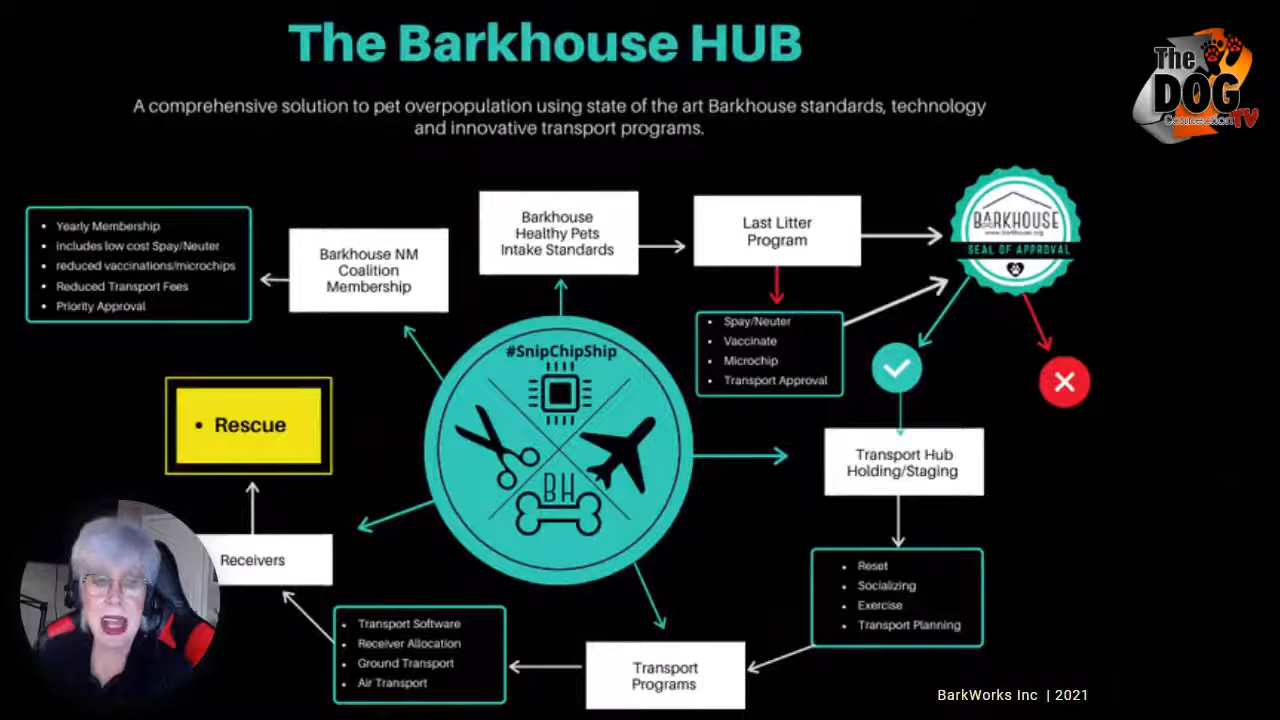 The Barkhouse HUB
A comprehensive solution to pet overpopulation using state of the art Barkhouse standards, technology
and innovative transport programs.
The
DOG
Connection TV
Yearly Membership
Includes low cost Spay/Neuter
reduced vaccinations/microchips
Reduced Transport Fees
Priority Approval
Barkhouse NM
Coalition
Membership
Barkhouse
Healthy Pets
Intake Standards
Last Litter
Program
BARKHOUSE
www.barkhouse.org
SEAL OF APPROVAL
Spay/Neuter
Vaccinate
Microchip
Transport Approval
#SnipChipShip
BH
Rescue
Transport Hub
Holding/Staging
Receivers
Reset
Socializing
Exercise
Transport Planning
Transport Software
Receiver Allocation
Ground Transport
Air Transport
Transport
Programs
BarkWorks Inc | 2021